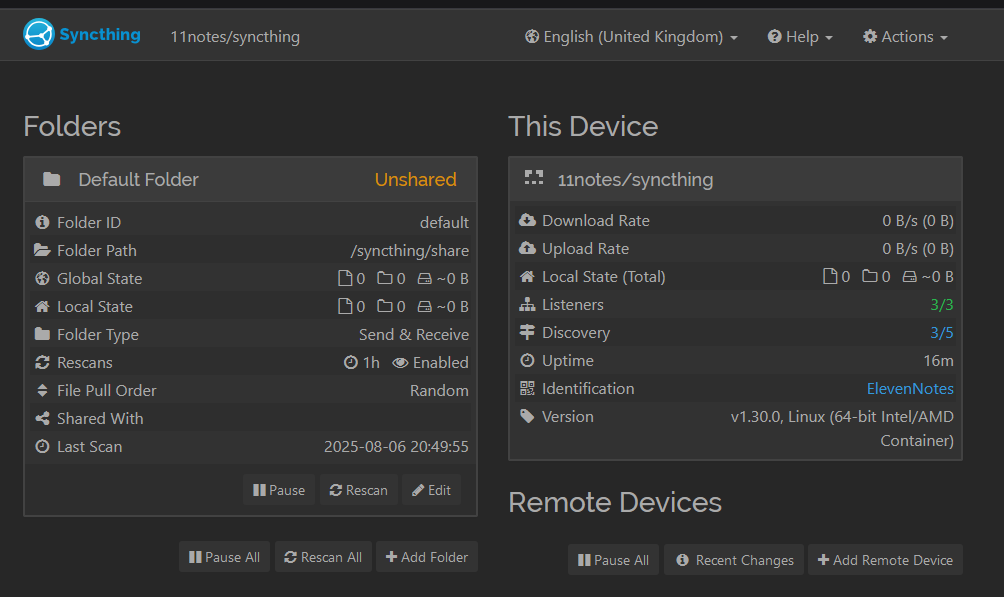 Syncthing 11notes/syncthing English (United Kingdom) Help Actions
Folders
Default Folder Unshared
Folder ID default
Folder Path /syncthing/share
Global State 0 0 ~0 B
Local State 0 0 ~0 B
Folder Type Send & Receive
Rescans 1h Enabled
File Pull Order Random
Shared With
Last Scan 2025-08-06 20:49:55
Pause Rescan Edit
Pause All Rescan All Add Folder
This Device
11notes/syncthing
Download Rate 0 B/s (0 B)
Upload Rate 0 B/s (0 B)
Local State (Total) 0 0 ~0 B
Listeners 3/3
Discovery 3/5
Uptime 16m
Identification ElevenNotes
Version v1.30.0, Linux (64-bit Intel/AMD
Container)
Remote Devices
Pause All Recent Changes Add Remote Device